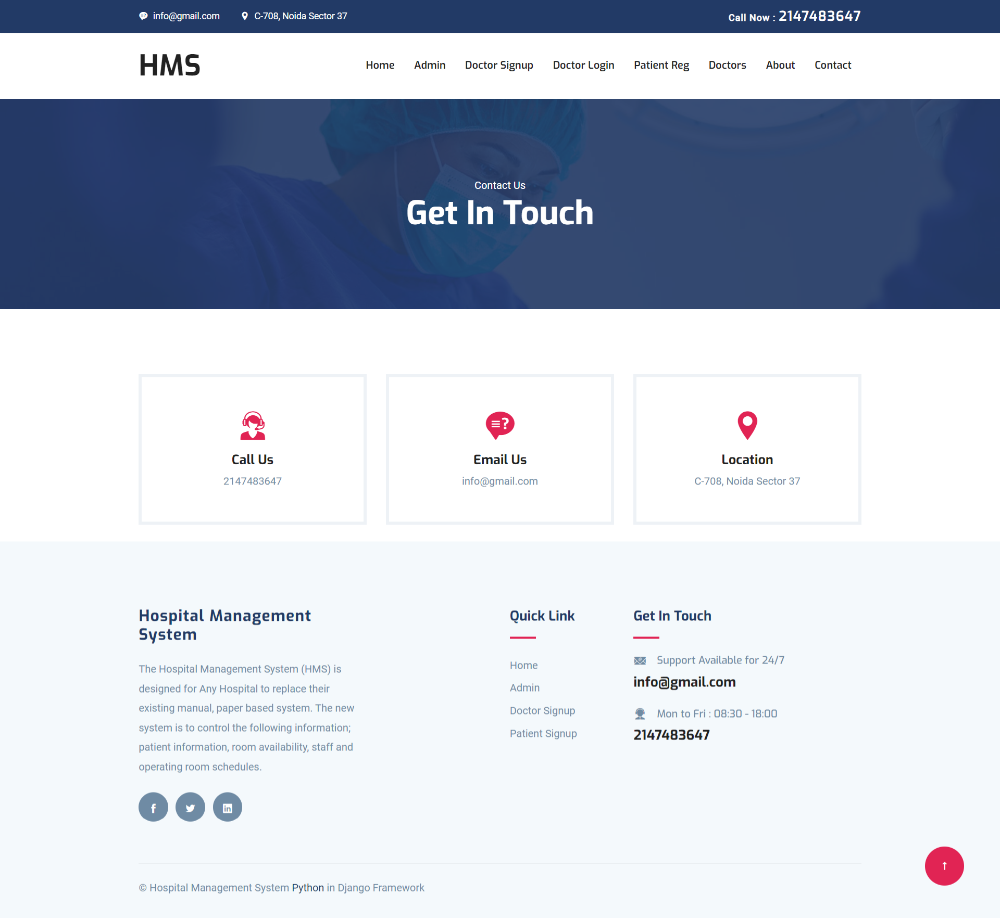 info@gmail.com
C-708, Noida Sector 37
Call Now : 2147483647
HMS
Home
Admin
Doctor Signup
Doctor Login
Patient Reg
Doctors
About
Contact
Contact Us
Get In Touch
Call Us
2147483647
Email Us
info@gmail.com
Location
C-708, Noida Sector 37
Hospital Management
System
The Hospital Management System (HMS) is
designed for Any Hospital to replace their
existing manual, paper based system. The new
system is to control the following information;
patient information, room availability, staff and
operating room schedules.
Quick Link
Home
Admin
Doctor Signup
Patient Signup
Get In Touch
Support Available for 24/7
info@gmail.com
Mon to Fri : 08:30 - 18:00
2147483647
© Hospital Management System Python in Django Framework